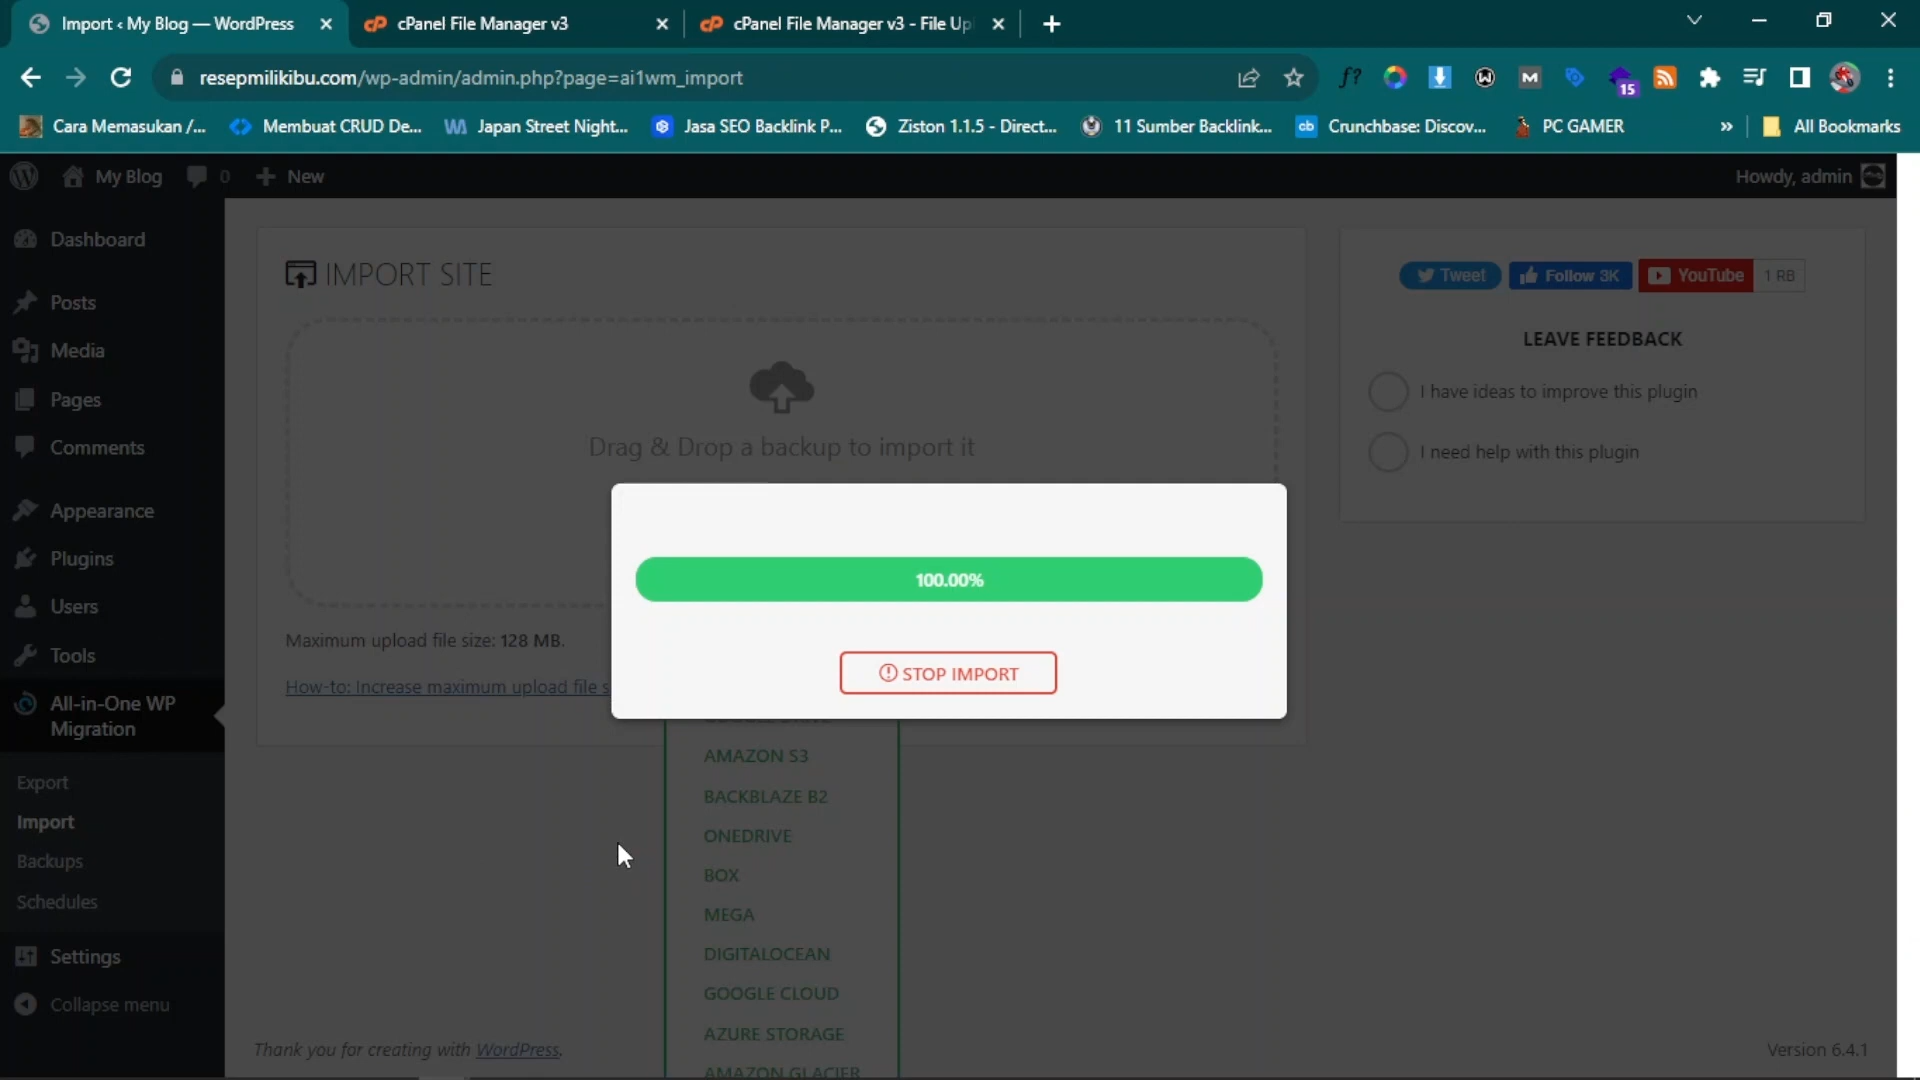 Import ‹ My Blog — WordPress
cPanel File Manager v3
cPanel File Manager v3 - File Up
resepmilikibu.com/wp-admin/admin.php?page=ai1wm_import
f?
M
15
Cara Memasukan /...
Membuat CRUD De...
Japan Street Night...
Jasa SEO Backlink P...
Ziston 1.1.5 - Direct...
11 Sumber Backlink...
cb
Crunchbase: Discov...
PC GAMER
»
All Bookmarks
My Blog
0
New
Howdy, admin
Dashboard
Posts
Media
Pages
Comments
Appearance
Plugins
Users
Tools
All-in-One WP
Migration
Export
Import
Backups
Schedules
Settings
Collapse menu
IMPORT SITE
Drag & Drop a backup to import it
100.00%
STOP IMPORT
Maximum upload file size: 128 MB.
How-to: Increase maximum upload file s
AMAZON S3
BACKBLAZE B2
ONEDRIVE
BOX
MEGA
DIGITALOCEAN
GOOGLE CLOUD
AZURE STORAGE
AMAZON GLACIER
Tweet
Follow 3K
YouTube
1 RB
LEAVE FEEDBACK
I have ideas to improve this plugin
I need help with this plugin
Thank you for creating with WordPress.
Version 6.4.1